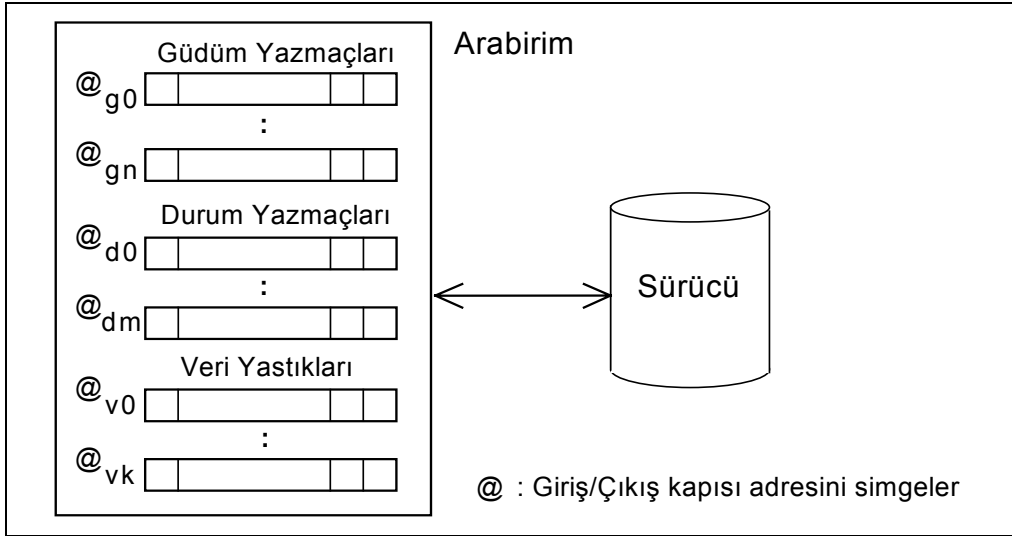 Arabirim
Güdüm Yazmaçları
@g0
:
@gn
Durum Yazmaçları
@d0
:
@dm
Veri Yastıkları
@v0
:
@vk
Sürücü
@ : Giriş/Çıkış kapısı adresini simgeler